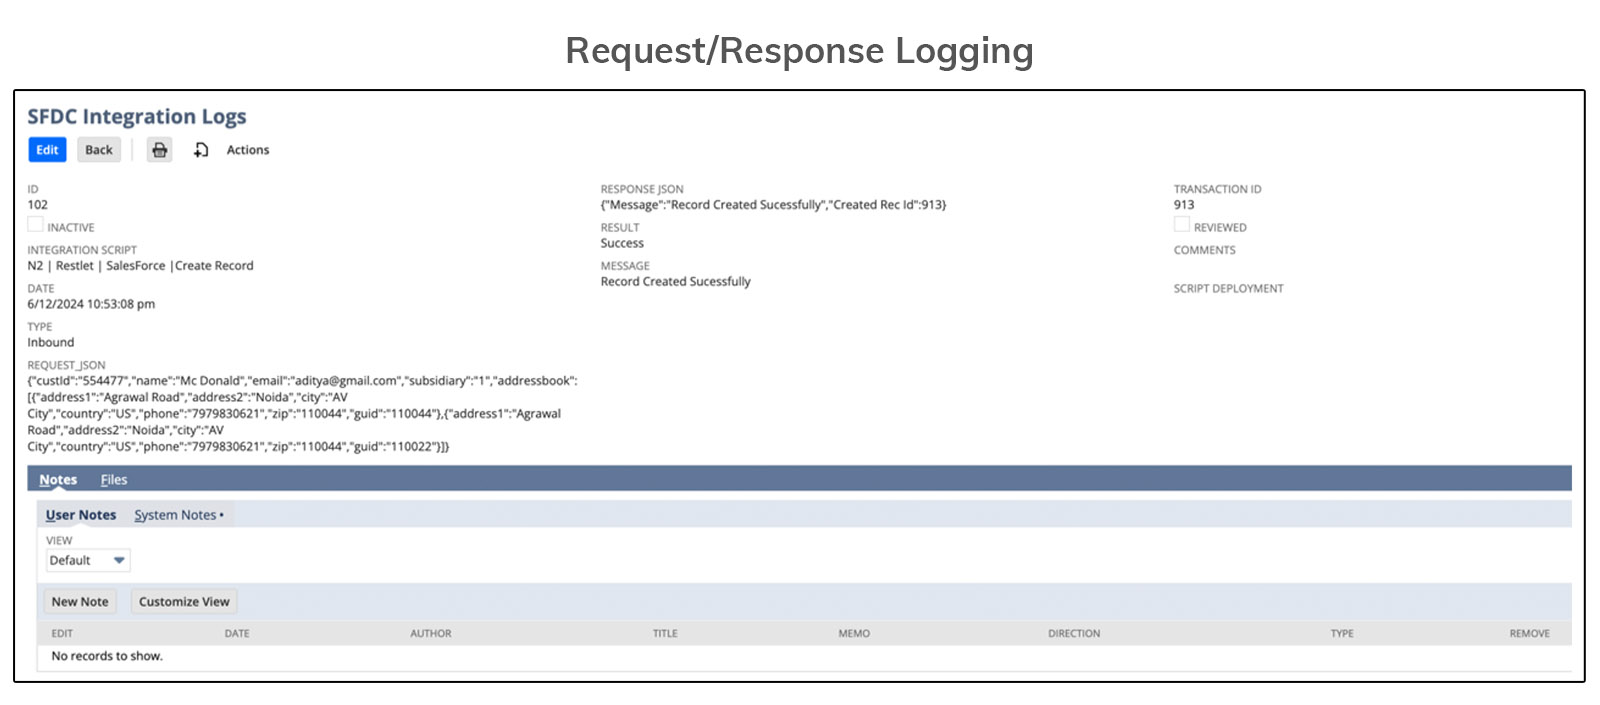 Request/Response Logging
SFDC Integration Logs
Edit Back Actions
ID
102
INACTIVE
INTEGRATION SCRIPT
N2 | Restlet | SalesForce |Create Record
DATE
6/12/2024 10:53:08 pm
TYPE
Inbound
REQUEST_JSON
{"custId":"554477","name":"Mc Donald","email":"aditya@gmail.com","subsidiary":"1","addressbook":
[{"address1":"Agrawal Road","address2":"Noida","city":"AV
City","country":"US","phone":"7979830621","zip":"110044","guid":"110044"},{"address1":"Agrawal
Road","address2":"Noida","city":"AV
City","country":"US","phone":"7979830621","zip":"110044","guid":"110022"}]}
RESPONSE JSON
{"Message":"Record Created Sucessfully","Created Rec Id":913}
RESULT
Success
MESSAGE
Record Created Sucessfully
TRANSACTION ID
913
REVIEWED
COMMENTS
SCRIPT DEPLOYMENT
Notes Files
User Notes System Notes •
VIEW
Default
New Note Customize View
EDIT DATE AUTHOR TITLE MEMO DIRECTION TYPE REMOVE
No records to show.